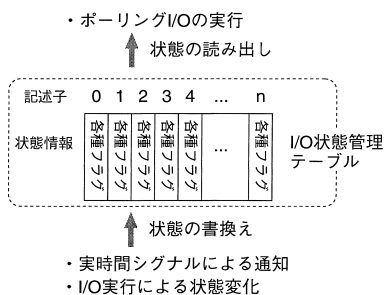 ・ポーリングI/Oの実行
状態の読み出し
記述子 0 1 2 3 4 ... n
状態情報 各種フラグ 各種フラグ 各種フラグ 各種フラグ 各種フラグ ... 各種フラグ
I/O状態管理
テーブル
状態の書換え
・実時間シグナルによる通知
・I/O実行による状態変化